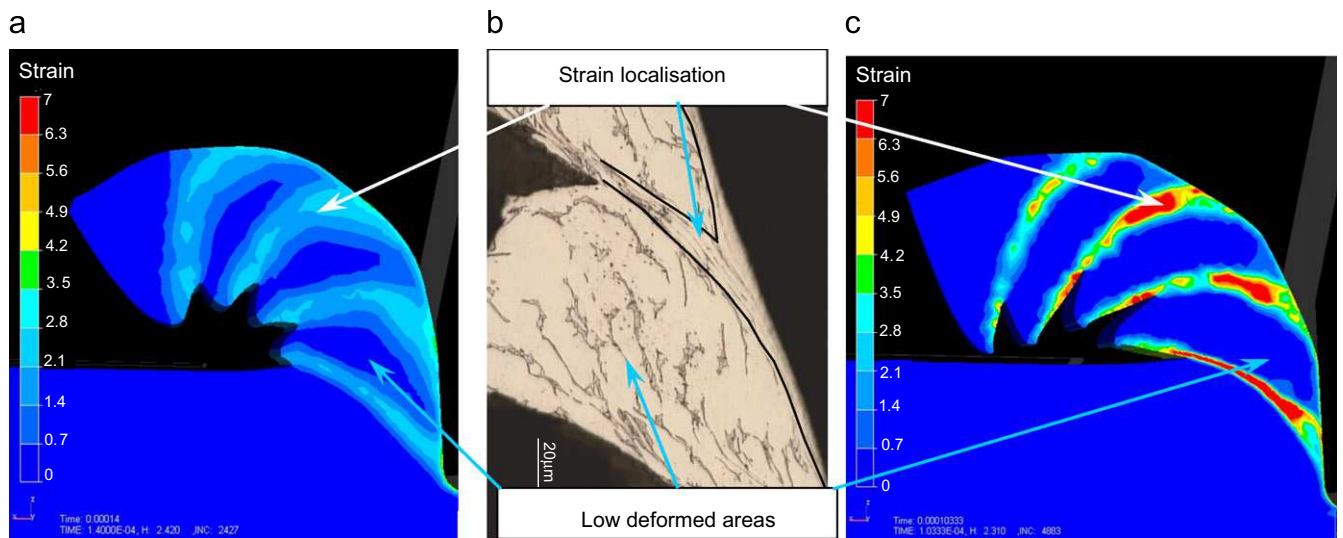 a
b
c
Strain
7
6.3
5.6
4.9
4.2
3.5
2.8
2.1
1.4
0.7
0
Time: 0.00014
TIME: 1.4000E-04, H: 2.420 ,INC: 2427
Strain localisation
20µm
Low deformed areas
Strain
7
6.3
5.6
4.9
4.2
3.5
2.8
2.1
1.4
0.7
0
Time: 0.00010333
TIME: 1.0333E-04, H: 2.310 ,INC: 4883